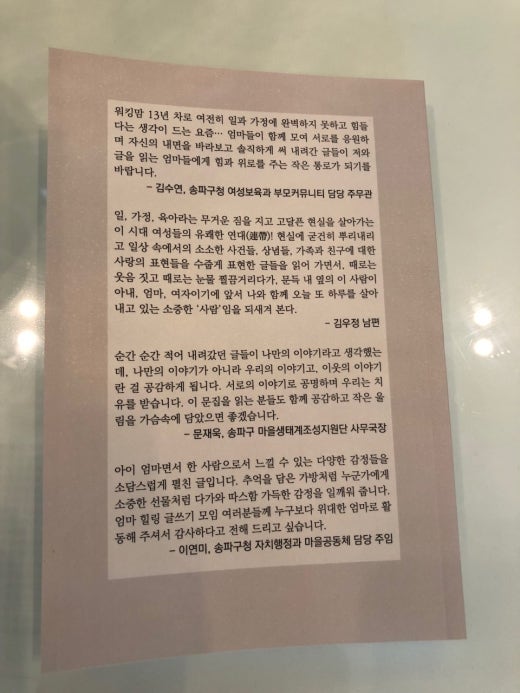 워킹맘 13년 차로 여전히 일과 가정에 완벽하지 못하고 힘들
다는 생각이 드는 요즘… 엄마들이 함께 모여 서로를 응원하
며 자신의 내면을 바라보고 솔직하게 써 내려간 글들이 저와
글을 읽는 엄마들에게 힘과 위로를 주는 작은 통로가 되기를
바랍니다.
– 김수연, 송파구청 여성보육과 부모커뮤니티 담당 주무관
일, 가정, 육아라는 무거운 짐을 지고 고달픈 현실을 살아가는
이 시대 여성들의 유쾌한 연대(連帶)! 현실에 굳건히 뿌리내리
고 일상 속에서의 소소한 사건들, 상념들, 가족과 친구에 대한
사랑의 표현들을 수줍게 표현한 글들을 읽어 가면서, 때로는
웃음 짓고 때로는 눈물 찔끔거리다가, 문득 내 옆의 이 사람이
아내, 엄마, 여자이기에 앞서 나와 함께 오늘 또 하루를 살아
내고 있는 소중한 ‘사람’임을 되새겨 본다.
– 김우정 남편
순간 순간 적어 내려갔던 글들이 나만의 이야기라고 생각했는
데, 나만의 이야기가 아니라 우리의 이야기고, 이웃의 이야기
란 걸 공감하게 됩니다. 서로의 이야기로 공명하며 우리는 치
유를 받습니다. 이 문집을 읽는 분들도 함께 공감하고 작은 울
림을 가슴속에 담았으면 좋겠습니다.
– 문재욱, 송파구 마을생태계조성지원단 사무국장
아이 엄마면서 한 사람으로서 느낄 수 있는 다양한 감정들을
소담스럽게 펼친 글입니다. 추억을 담은 가방처럼 누군가에게
소중한 선물처럼 다가와 따스함 가득한 감정을 일깨워 줍니다.
엄마 힐링 글쓰기 모임 여러분들께 누구보다 위대한 엄마로 활
동해 주셔서 감사하다고 전해 드리고 싶습니다.
– 이연미, 송파구청 자치행정과 마을공동체 담당 주임